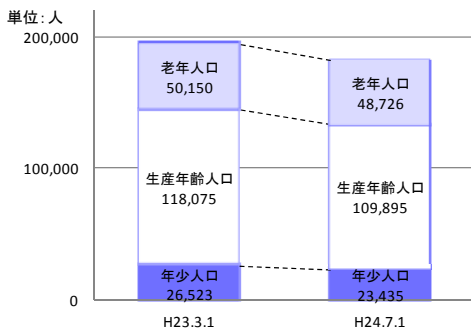 単位：人
200,000
老年人口
50,150
老年人口
48,726
100,000
生産年齢人口
118,075
生産年齢人口
109,895
年少人口
26,523
年少人口
23,435
0
H23.3.1
H24.7.1